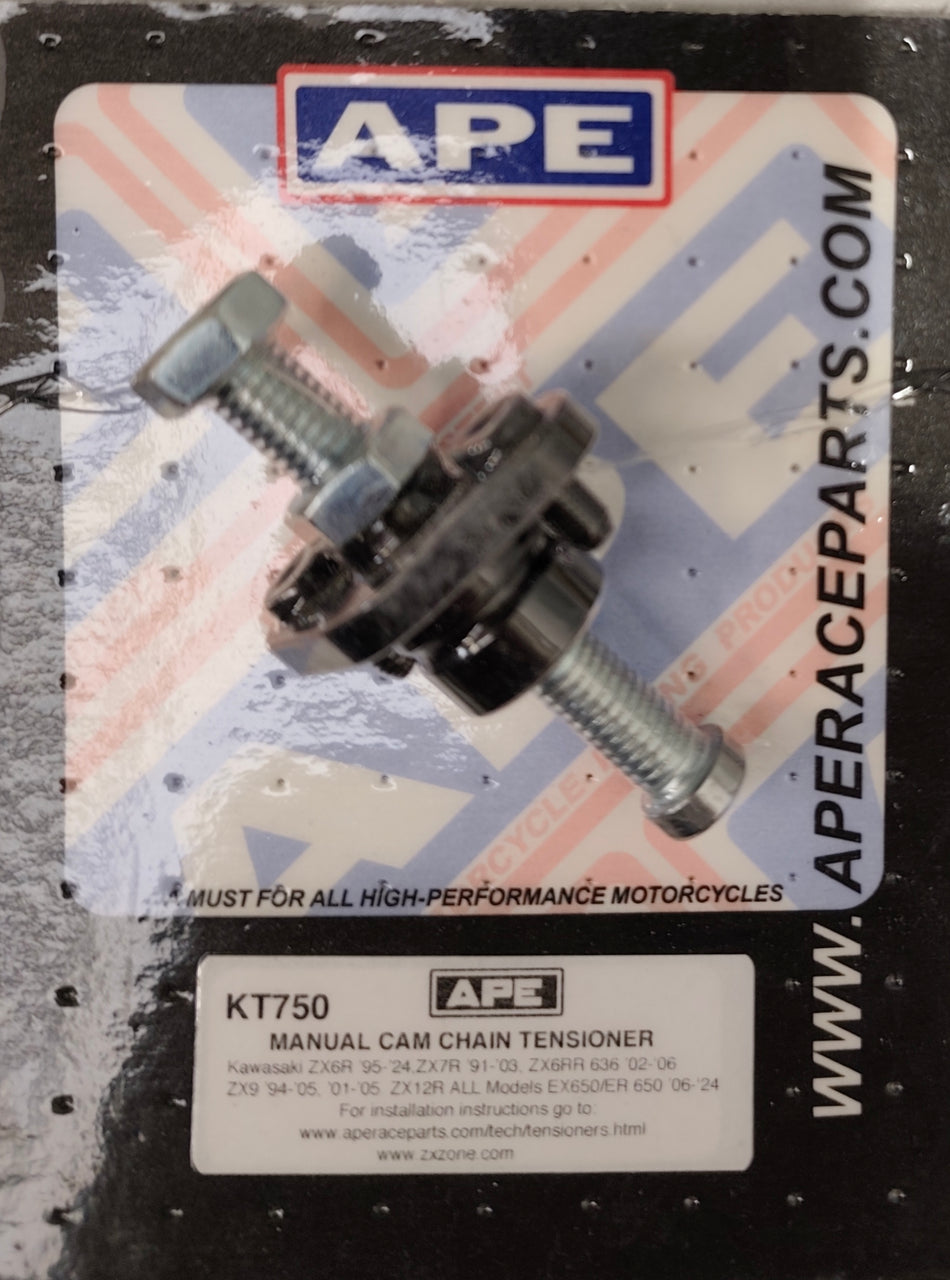 APE
WWW.APERACEPARTS.COM
...A MUST FOR ALL HIGH-PERFORMANCE MOTORCYCLES
APE
KT750
MANUAL CAM CHAIN TENSIONER
Kawasaki ZX6R '95-'24,ZX7R '91-'03, ZX6RR 636 '02-'06
ZX9 '94-'05, '01-'05 ZX12R ALL Models EX650/ER 650 '06-'24
For installation instructions go to:
www.aperaceparts.com/tech/tensioners.html
www.zxzone.com